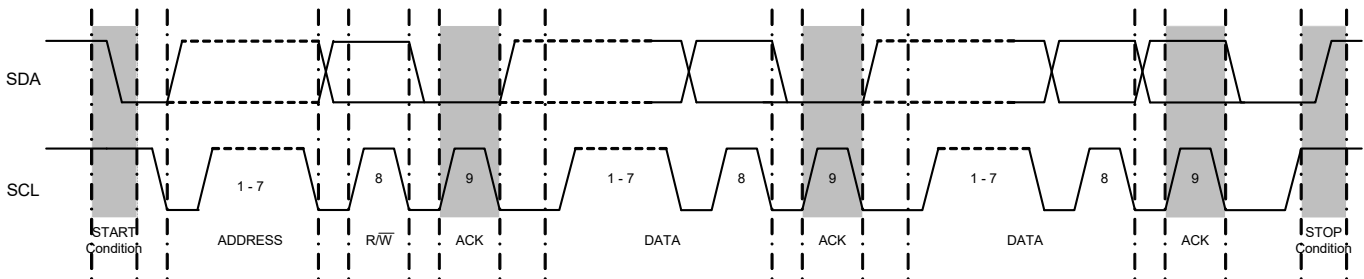 SDA
SCL
1 - 7
8
9
1 - 7
8
9
1 - 7
8
9
START
Condition
ADDRESS
R/W̅
ACK
DATA
ACK
DATA
ACK
STOP
Condition